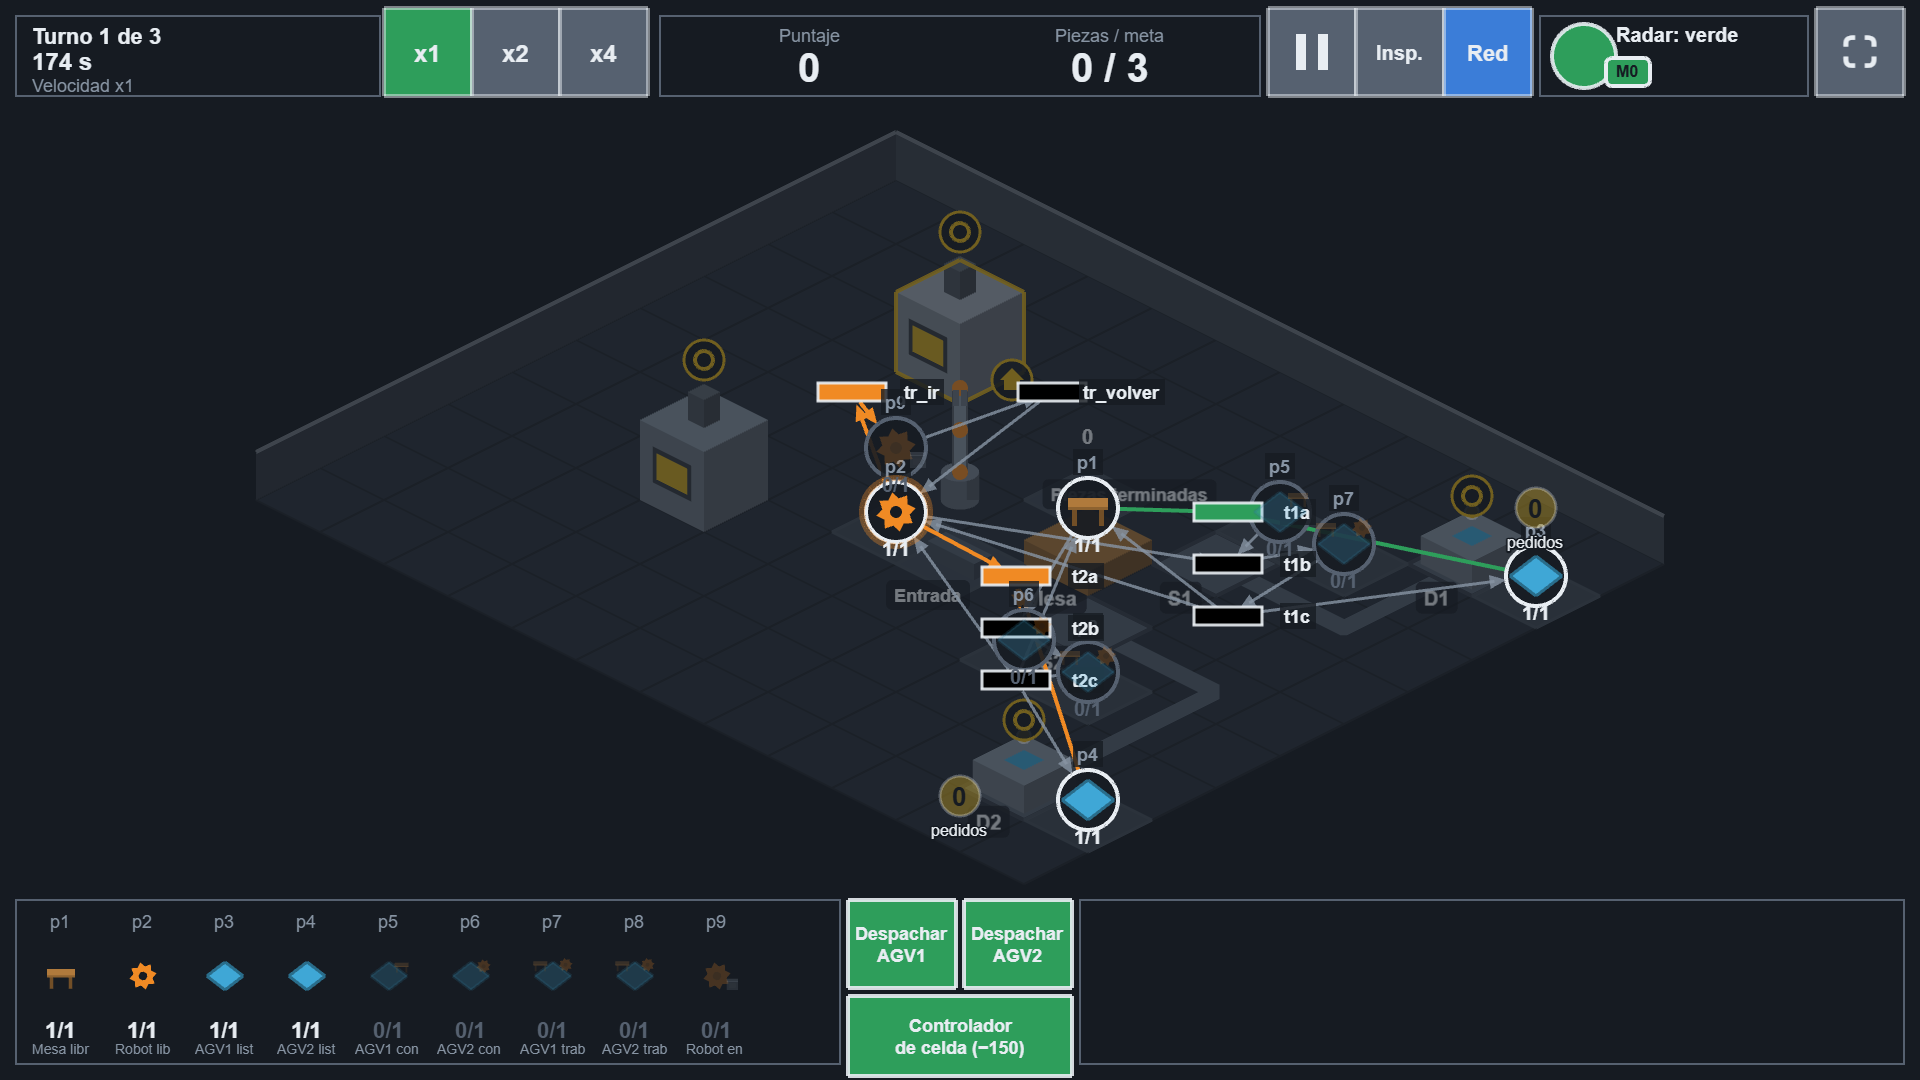 Turno 1 de 3
174 s
Velocidad x1
x1
x2
x4
Puntaje
0
Piezas / meta
0 / 3
Insp.
Red
Radar: verde
M0
tr_ir
tr_volver
p9
0/1
p2
1/1
0
p1
1/1
t1a
p5
0/1
p7
0/1
t1b
t1c
S1
D1
0
p3
pedidos
1/1
Entrada
t2a
p6
0/1
t2b
t2c
0/1
p4
1/1
0
pedidos
D2
p1
p2
p3
p4
p5
p6
p7
p8
p9
1/1
1/1
1/1
1/1
0/1
0/1
0/1
0/1
0/1
Mesa libr
Robot lib
AGV1 list
AGV2 list
AGV1 con
AGV2 con
AGV1 trab
AGV2 trab
Robot en
Despachar
AGV1
Despachar
AGV2
Controlador
de celda (−150)